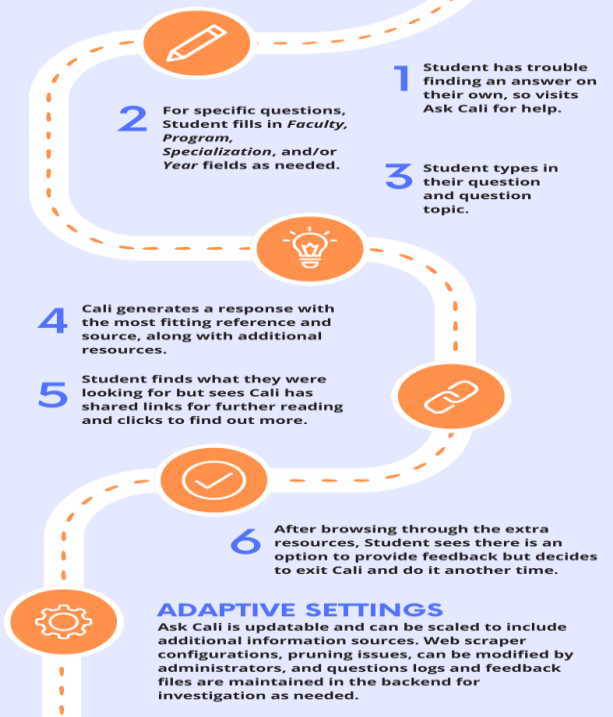 1
Student has trouble
finding an answer on
their own, so visits
Ask Cali for help.
2
For specific questions,
Student fills in Faculty,
Program,
Specialization, and/or
Year fields as needed.
3
Student types in
their question
and question
topic.
4
Cali generates a response with
the most fitting reference and
source, along with additional
resources.
5
Student finds what they were
looking for but sees Cali has
shared links for further reading
and clicks to find out more.
6
After browsing through the extra
resources, Student sees there is an
option to provide feedback but decides
to exit Cali and do it another time.
ADAPTIVE SETTINGS
Ask Cali is updatable and can be scaled to include
additional information sources. Web scraper
configurations, pruning issues, can be modified by
administrators, and questions logs and feedback
files are maintained in the backend for
investigation as needed.